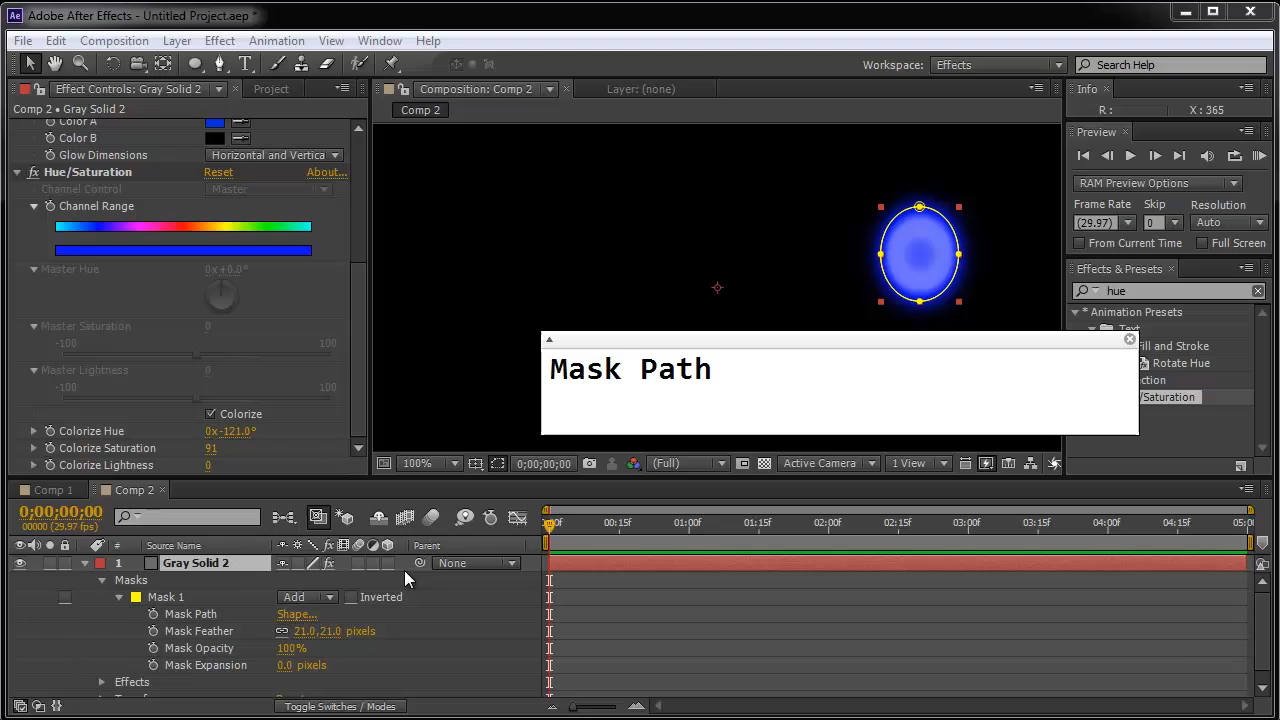 Adobe After Effects - Untitled Project.aep *
File Edit Composition Layer Effect Animation View Window Help
Workspace: Effects Search Help
Effect Controls: Gray Solid 2 Project
Comp 2 • Gray Solid 2
Color A
Color B
Glow Dimensions Horizontal and Vertica
fx Hue/Saturation Reset About...
Channel Control Master
Channel Range
Master Hue 0x+0.0°
Master Saturation 0
-100 100
Master Lightness 0
-100 100
Colorize
Colorize Hue 0x-121.0°
Colorize Saturation 91
Colorize Lightness 0
Composition: Comp 2 Layer: (none)
Comp 2
Mask Path
100% 0;00;00;00 (Full) Active Camera 1 View
Info
R : X : 365
Preview
RAM Preview Options
Frame Rate Skip Resolution
(29.97) 0 Auto
From Current Time Full Screen
Effects & Presets
hue
* Animation Presets
Text
ill and Stroke
Rotate Hue
ection
/Saturation
Comp 1 Comp 2
0;00;00;00
00000 (29.97 fps)
# Source Name Parent
00f 00:15f 01:00f 01:15f 02:00f 02:15f 03:00f 03:15f 04:00f 04:15f 05:0
1 Gray Solid 2 fx None
Masks
Mask 1 Add Inverted
Mask Path Shape...
Mask Feather 21.0,21.0 pixels
Mask Opacity 100%
Mask Expansion 0.0 pixels
Effects
Toggle Switches / Modes